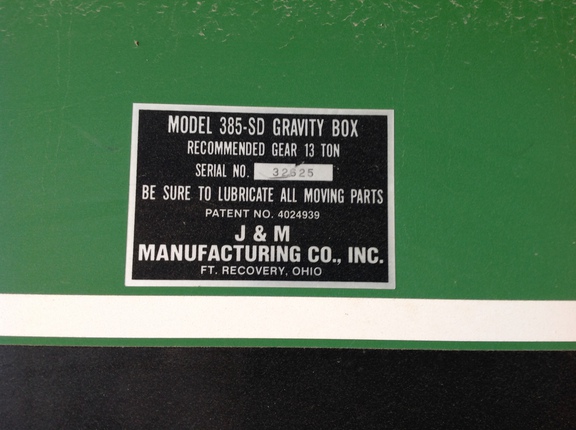 MODEL 385-SD GRAVITY BOX
RECOMMENDED GEAR 13 TON
SERIAL NO.
BE SURE TO LUBRICATE ALL MOVING PARTS
PATENT NO. 4024939
J & M
MANUFACTURING CO., INC.
FT. RECOVERY, OHIO